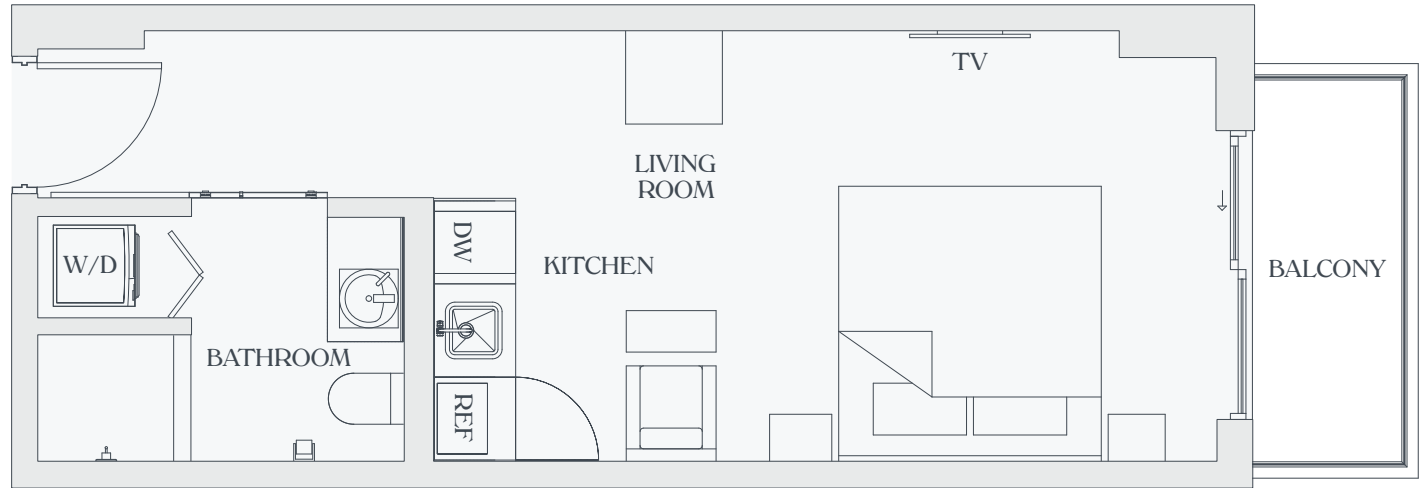 TV
LIVING
ROOM
DW
W/D
KITCHEN
BALCONY
BATHROOM
REF